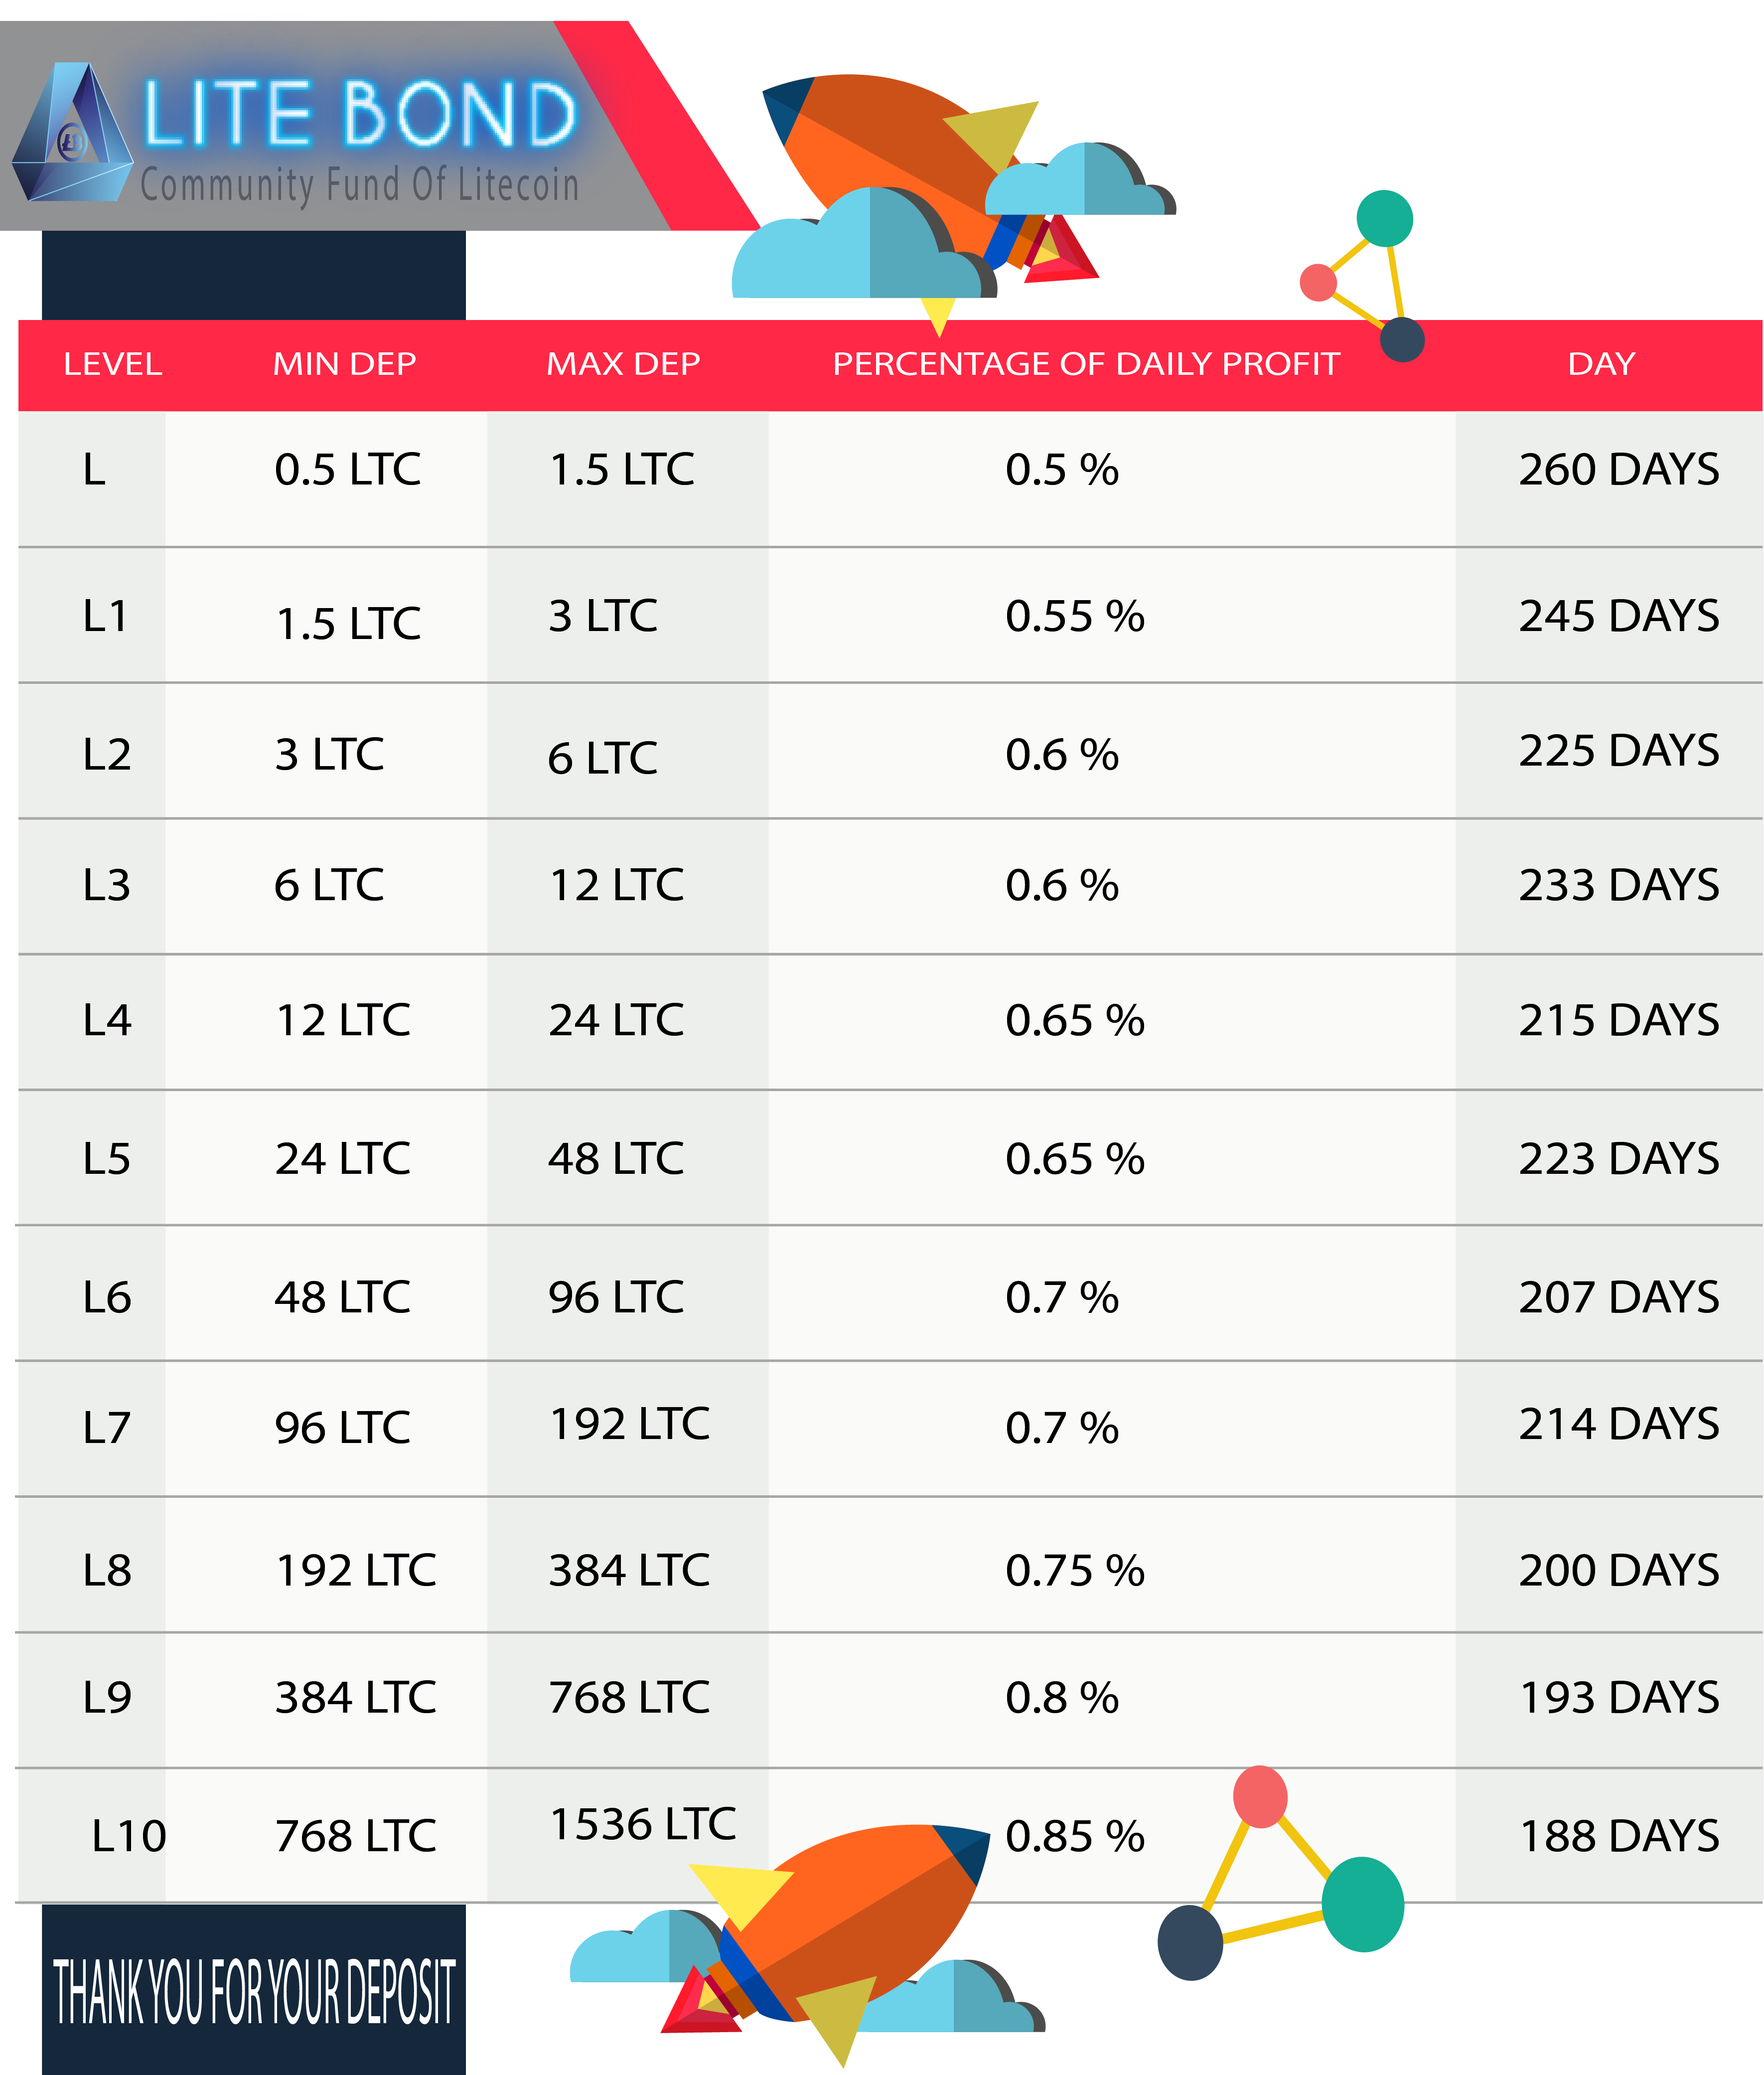 LITE BOND
Community Fund Of Litecoin
LEVEL MIN DEP MAX DEP PERCENTAGE OF DAILY PROFIT DAY
L 0.5 LTC 1.5 LTC 0.5 % 260 DAYS
L1 1.5 LTC 3 LTC 0.55 % 245 DAYS
L2 3 LTC 6 LTC 0.6 % 225 DAYS
L3 6 LTC 12 LTC 0.6 % 233 DAYS
L4 12 LTC 24 LTC 0.65 % 215 DAYS
L5 24 LTC 48 LTC 0.65 % 223 DAYS
L6 48 LTC 96 LTC 0.7 % 207 DAYS
L7 96 LTC 192 LTC 0.7 % 214 DAYS
L8 192 LTC 384 LTC 0.75 % 200 DAYS
L9 384 LTC 768 LTC 0.8 % 193 DAYS
L10 768 LTC 1536 LTC 0.85 % 188 DAYS
THANK YOU FOR YOUR DEPOSIT